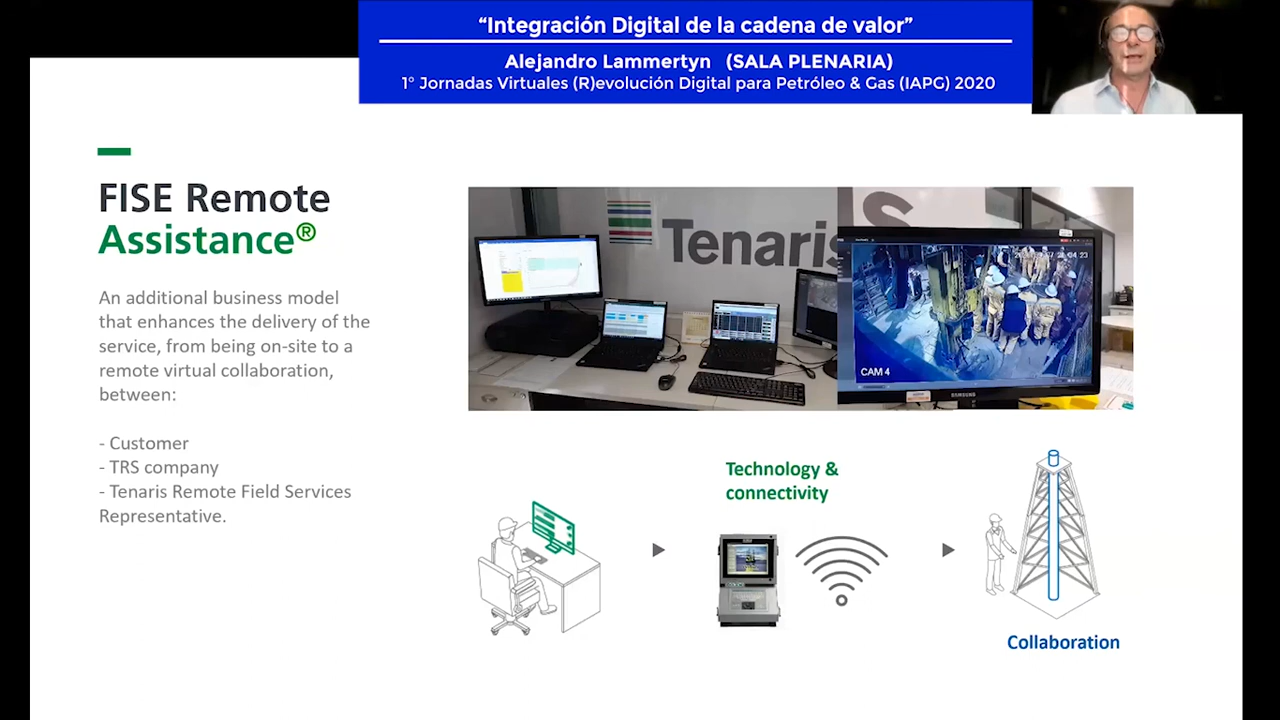 “Integración Digital de la cadena de valor”
Alejandro Lammertyn (SALA PLENARIA)
1° Jornadas Virtuales (R)evolución Digital para Petróleo & Gas (IAPG) 2020
FISE Remote
Assistance®
An additional business model
that enhances the delivery of the
service, from being on-site to a
remote virtual collaboration,
between:
- Customer
- TRS company
- Tenaris Remote Field Services
Representative.
Tenaris
CAM 4
SAMSUNG
Technology &
connectivity
Collaboration